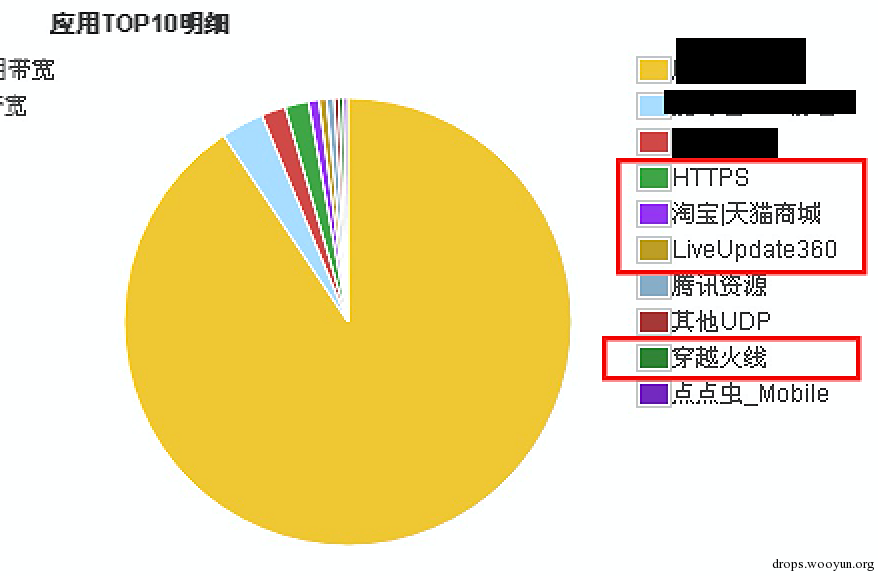 应用TOP10明细
用带宽
带宽
HTTPS
淘宝|天猫商城
LiveUpdate360
腾讯资源
其他UDP
穿越火线
点点虫_Mobile
drops.wooyun.org